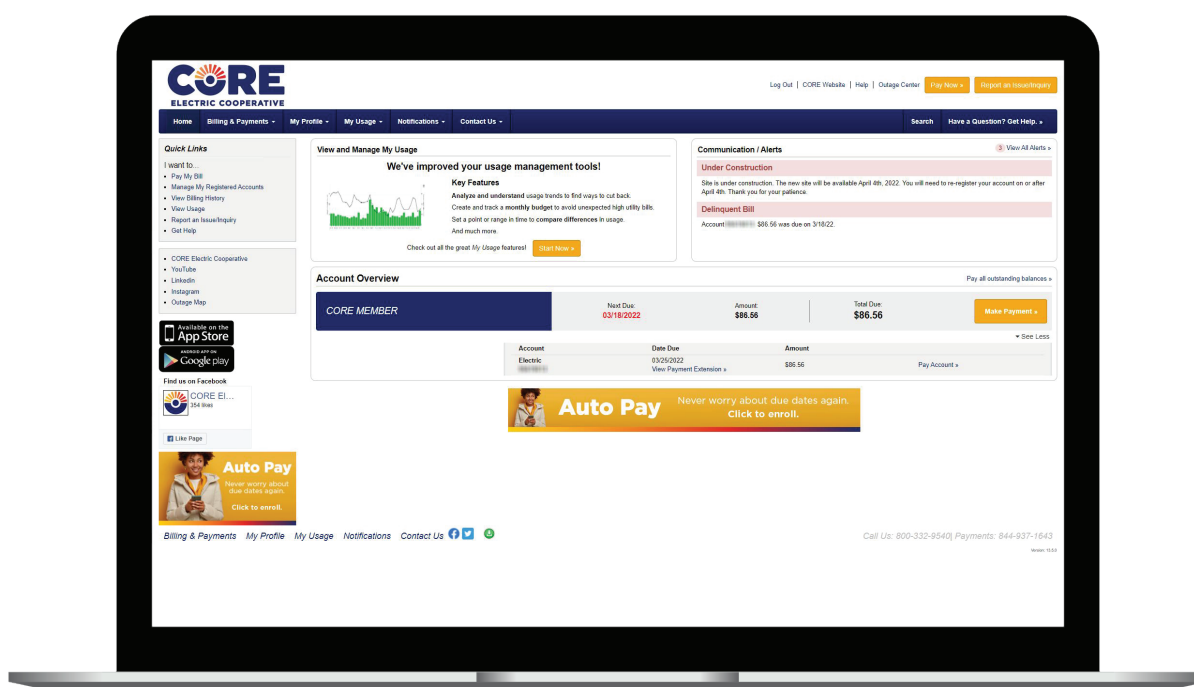 CORE
ELECTRIC COOPERATIVE
Log Out | CORE Website | Help | Outage Center
Pay Now »
Report an Issue/Inquiry
Home
Billing & Payments
My Profile
My Usage
Notifications
Contact Us
Search
Have a Question? Get Help. »
Quick Links
I want to...
• Pay My Bill
• Manage My Registered Accounts
• View Billing History
• View Usage
• Report an Issue/Inquiry
• Get Help
• CORE Electric Cooperative
• YouTube
• LinkedIn
• Instagram
• Outage Map
Available on the
App Store
ANDROID APP ON
Google play
Find us on Facebook
CORE El...
354 likes
Like Page
Auto Pay
Never worry about
due dates again.
Click to enroll.
View and Manage My Usage
We've improved your usage management tools!
Key Features
Analyze and understand usage trends to find ways to cut back.
Create and track a monthly budget to avoid unexpected high utility bills.
Set a point or range in time to compare differences in usage.
And much more.
Check out all the great My Usage features!
Start Now »
Communication / Alerts
3 View All Alerts »
Under Construction
Site is under construction. The new site will be available April 4th, 2022. You will need to re-register your account on or after
April 4th. Thank you for your patience.
Delinquent Bill
Account $86.56 was due on 3/18/22.
Account Overview
Pay all outstanding balances »
CORE MEMBER
Next Due:
03/18/2022
Amount:
$86.56
Total Due:
$86.56
Make Payment »
See Less
Account Date Due Amount
Electric 03/25/2022 $86.56 Pay Account »
View Payment Extension »
Auto Pay
Never worry about due dates again.
Click to enroll.
Billing & Payments My Profile My Usage Notifications Contact Us
Call Us: 800-332-9540| Payments: 844-937-1643